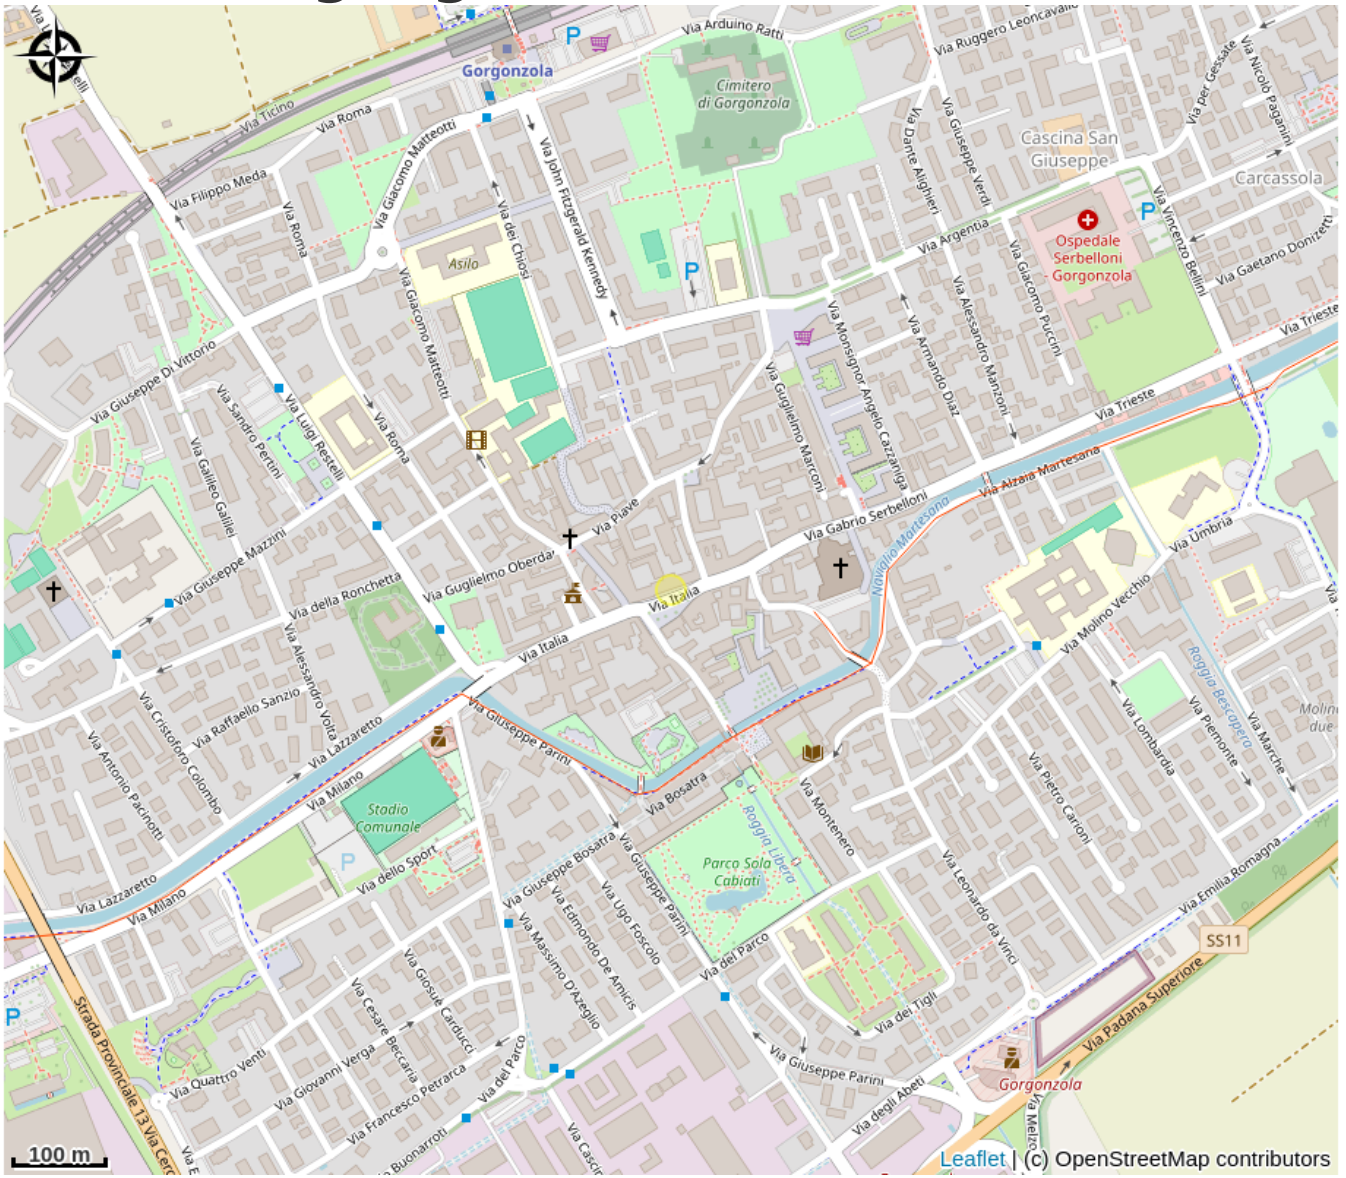 Via Arduino Ratti
Via Ruggero Leoncavallo
Via per Gessate
Via Nicolò Paganini
P
Gorgonzola
Cimitero
di Gorgonzola
Via Ticino
Via Roma
Via Giacomo Matteotti
Via John Fitzgerald Kennedy
Via Dante Alighieri
Via Giuseppe Verdi
Cascina San
Giuseppe
Carcassola
Via Filippo Meda
Via Roma
Via dei Chiosi
Via Argentia
Ospedale
Serbelloni
- Gorgonzola
P
Via Vincenzo Bellini
Via Gaetano Donizetti
Asilo
P
Via Giacomo Matteotti
Via Giacomo Puccini
Via Alessandro Manzoni
Via Armando Diaz
Via Monsignor Angelo Cazzaniga
Via Guglielmo Marconi
Via Trieste
Via Trieste
Via Giuseppe Di Vittorio
Via Sandro Pertini
Via Luigi Restelli
Via Roma
Via Galileo Galilei
Via Piave
Via Gabrio Serbelloni
Via Alzaia Martesana
Naviglio Martesana
Via Umbria
Via Giuseppe Mazzini
Via della Ronchetta
Via Guglielmo Oberdan
Via Italia
Via Italia
Via Molino Vecchio
Roggia Bescapera
Via Alessandro Volta
Via Raffaello Sanzio
Via Cristoforo Colombo
Via Antonio Pacinotti
Via Lazzaretto
Via Milano
Via Giuseppe Parini
Via Bosatra
Via Lombardia
Via Piemonte
Via Marche
Molino
due
Stadio
Comunale
P
Via dello Sport
Via Giuseppe Bosatra
Via Giuseppe Parini
Roggia Libera
Parco Sola
Cabiati
Via Montenero
Via Pietro Carioni
Via Leonardo da Vinci
Via Emilia Romagna
Via Lazzaretto
Via Milano
Via Massimo D'Azeglio
Via Edmondo De Amicis
Via Ugo Foscolo
Via del Parco
SS11
Via Padana Superiore
P
Strada Provinciale 13 Via Cerc
Via Giosuè Carducci
Via Cesare Beccaria
Via dei Tigli
Via Quattro Venti
Via Giovanni Verga
Via Francesco Petrarca
Via del Parco
Via Giuseppe Parini
Via degli Abeti
Gorgonzola
Via Melzo
Buonarroti
Via Cascin
100 m
Leaflet | (c) OpenStreetMap contributors